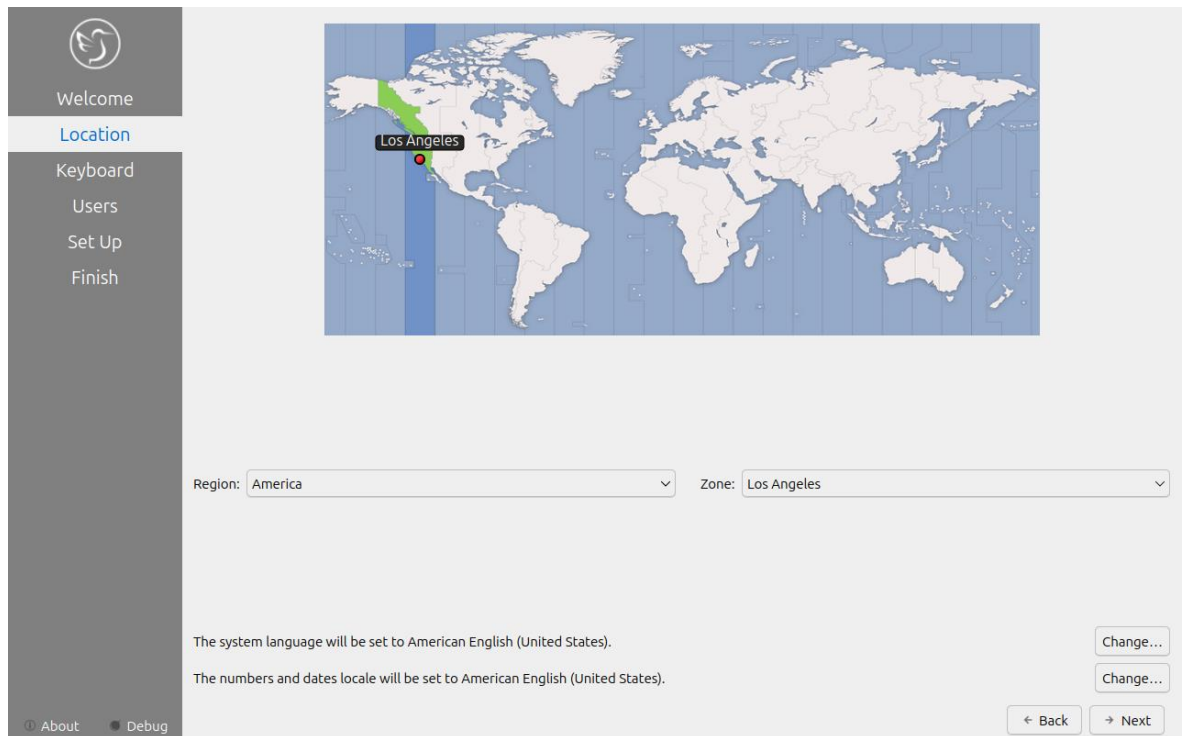 Welcome
Location
Keyboard
Users
Set Up
Finish
Los Angeles
Region: America Zone: Los Angeles
The system language will be set to American English (United States). Change...
The numbers and dates locale will be set to American English (United States). Change...
About Debug Back Next